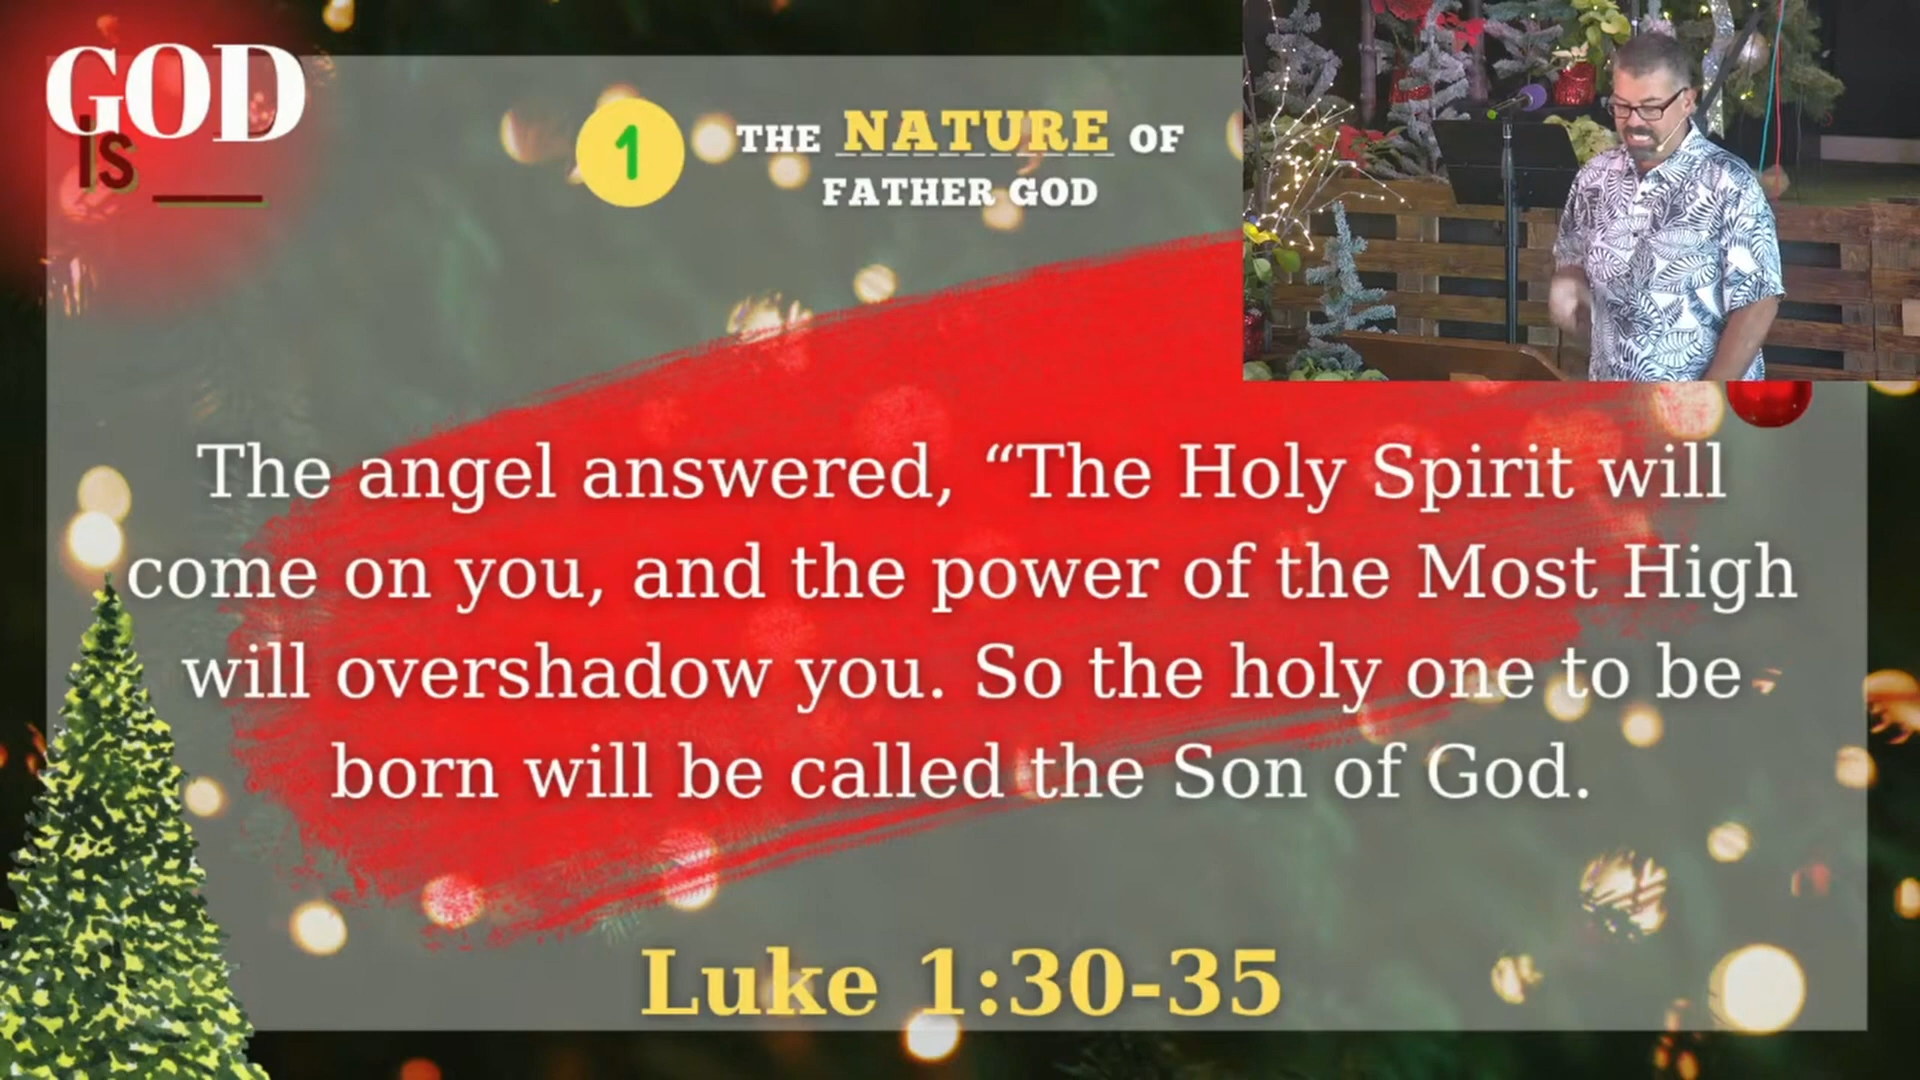 GOD
IS
1
THE NATURE OF
FATHER GOD
The angel answered, “The Holy Spirit will
come on you, and the power of the Most High
will overshadow you. So the holy one to be
born will be called the Son of God.
Luke 1:30-35